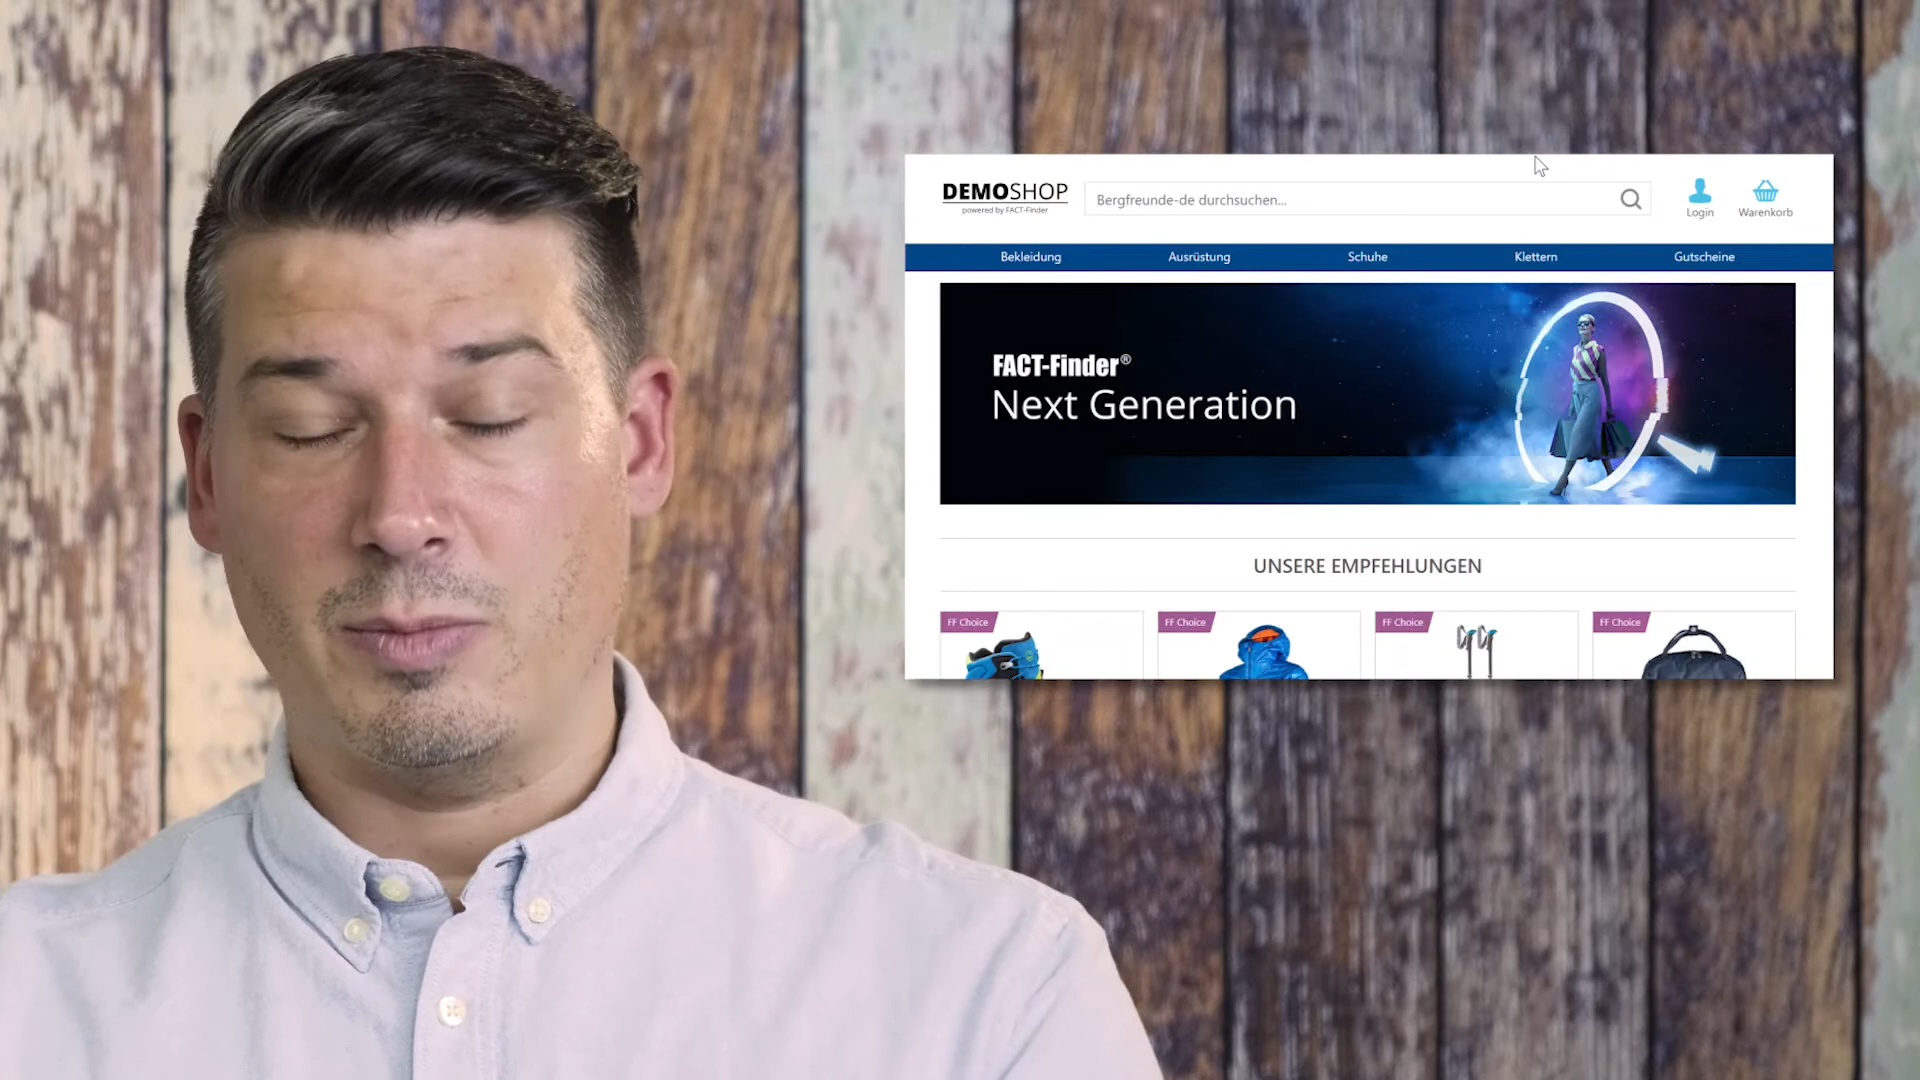 DEMOSHOP
powered by FACT-Finder
Bergfreunde-de durchsuchen...
Login
Warenkorb
Bekleidung
Ausrüstung
Schuhe
Klettern
Gutscheine
FACT-Finder®
Next Generation
UNSERE EMPFEHLUNGEN
FF Choice
FF Choice
FF Choice
FF Choice